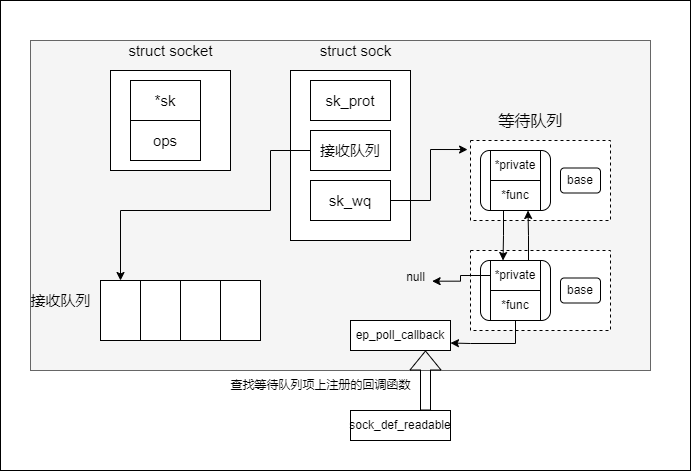 struct socket
struct sock
*sk
ops
sk_prot
接收队列
sk_wq
等待队列
*private
*func
base
接收队列
null
*private
*func
base
ep_poll_callback
查找等待队列项上注册的回调函数
sock_def_readable